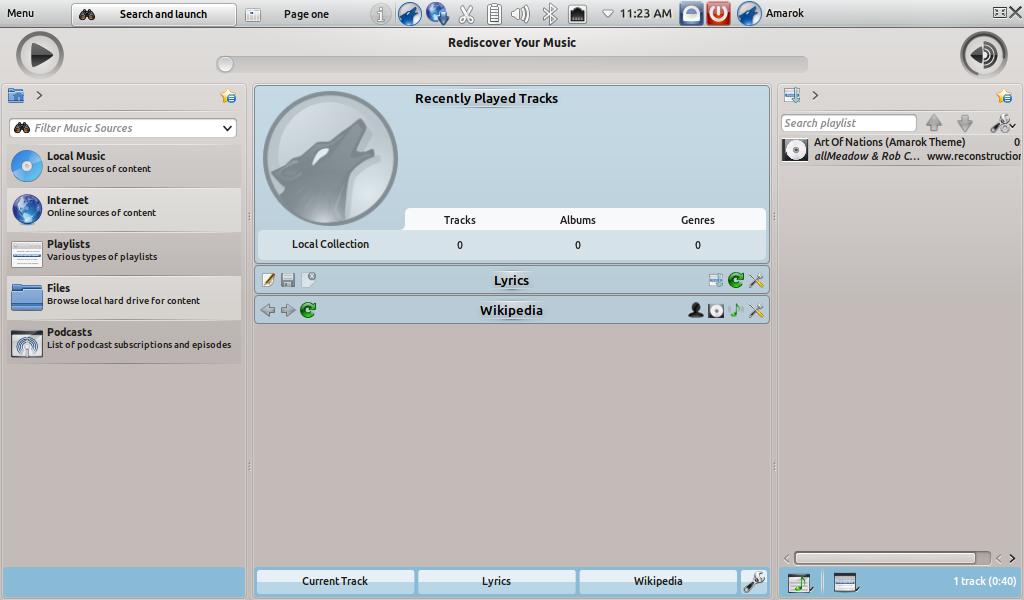 Menu
Search and launch
Page one
11:23 AM
Amarok
Rediscover Your Music
Filter Music Sources
Local Music
Local sources of content
Internet
Online sources of content
Playlists
Various types of playlists
Files
Browse local hard drive for content
Podcasts
List of podcast subscriptions and episodes
Recently Played Tracks
Tracks Albums Genres
Local Collection 0 0 0
Lyrics
Wikipedia
Current Track Lyrics Wikipedia
Search playlist
Art Of Nations (Amarok Theme) 0
allMeadow & Rob C... www.reconstruction
1 track (0:40)